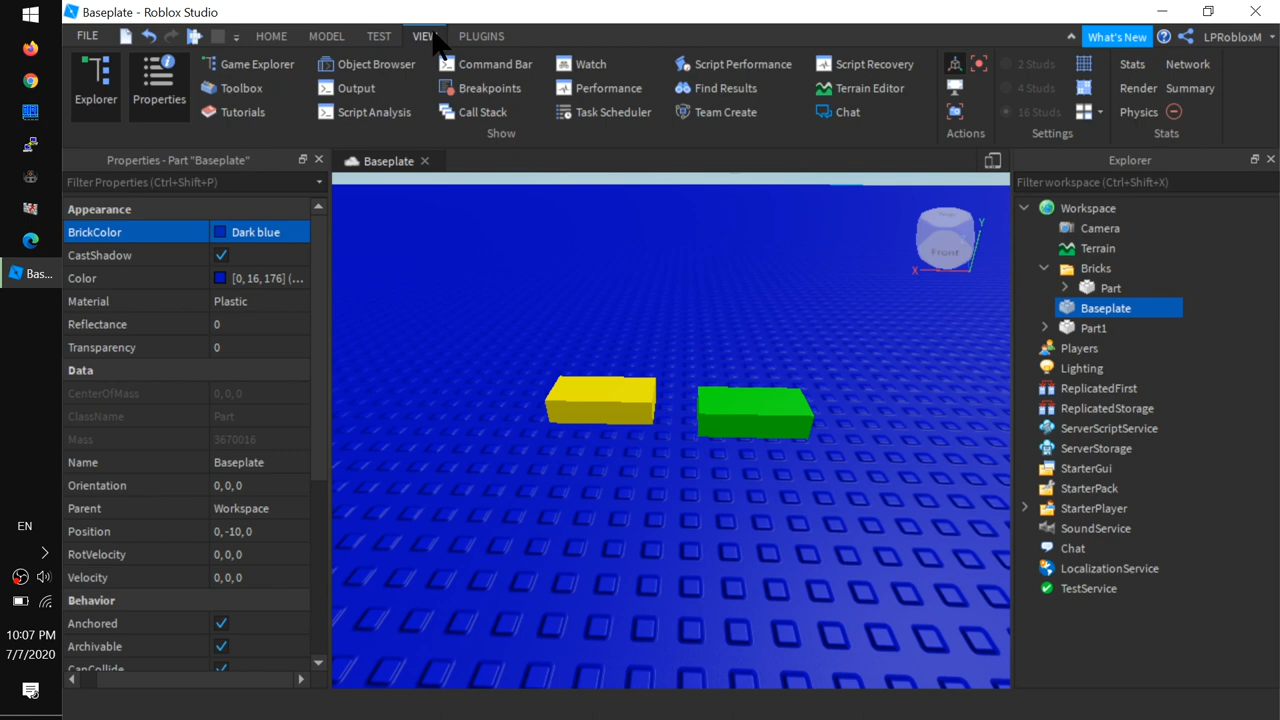 Baseplate - Roblox Studio
FILE
HOME
MODEL
TEST
VIEW
PLUGINS
What's New
LPRobloxM
Explorer
Properties
Game Explorer
Toolbox
Tutorials
Object Browser
Output
Script Analysis
Command Bar
Breakpoints
Call Stack
Watch
Performance
Task Scheduler
Script Performance
Find Results
Team Create
Script Recovery
Terrain Editor
Chat
Show
Actions
2 Studs
4 Studs
16 Studs
Settings
Stats
Network
Render
Summary
Physics
Stats
Properties - Part "Baseplate"
Filter Properties (Ctrl+Shift+P)
Appearance
BrickColor Dark blue
CastShadow
Color [0, 16, 176] (...
Material Plastic
Reflectance 0
Transparency 0
Data
CenterOfMass 0, 0, 0
ClassName Part
Mass 3670016
Name Baseplate
Orientation 0, 0, 0
Parent Workspace
Position 0, -10, 0
RotVelocity 0, 0, 0
Velocity 0, 0, 0
Behavior
Anchored
Archivable
CanCollide
Baseplate
Front
Y
X
Explorer
Filter workspace (Ctrl+Shift+X)
Workspace
Camera
Terrain
Bricks
Part
Baseplate
Part1
Players
Lighting
ReplicatedFirst
ReplicatedStorage
ServerScriptService
ServerStorage
StarterGui
StarterPack
StarterPlayer
SoundService
Chat
LocalizationService
TestService
Bas...
EN
10:07 PM
7/7/2020